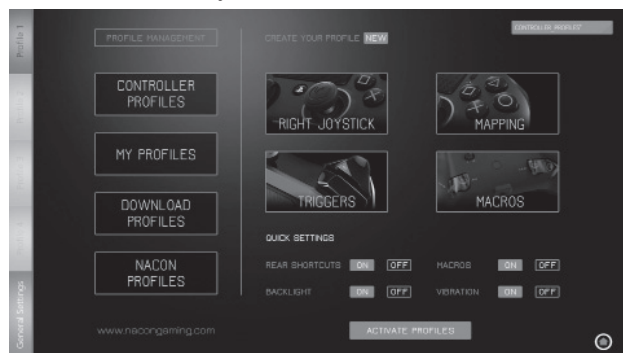 Profile 1
General Settings
PROFILE MANAGEMENT
CONTROLLER
PROFILES
MY PROFILES
DOWNLOAD
PROFILES
NACON
PROFILES
www.nacongaming.com
CREATE YOUR PROFILE NEW
CONTROLLER PROFILES
RIGHT JOYSTICK
MAPPING
TRIGGERS
MACROS
QUICK SETTINGS
REAR SHORTCUTS ON OFF
MACROS ON OFF
BACKLIGHT ON OFF
VIBRATION ON OFF
ACTIVATE PROFILES